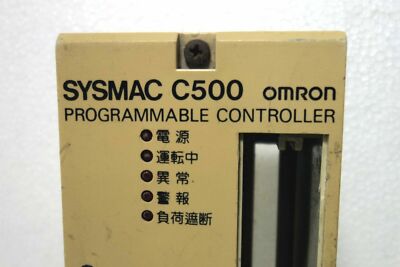 SYSMAC C500 OMRON
PROGRAMMABLE CONTROLLER
電源
運転中
異常
警報
負荷遮断